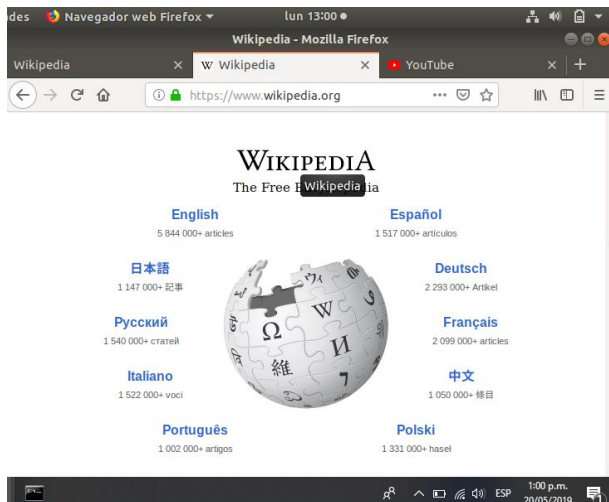 des Navegador web Firefox lun 13:00
Wikipedia - Mozilla Firefox
Wikipedia W Wikipedia YouTube
https://www.wikipedia.org
WIKIPEDIA
The Free Wikipedia dia
English Español
5 844 000+ articles 1 517 000+ artículos
日本語 Deutsch
1 147 000+ 記事 2 293 000+ Artikel
Русский Français
1 540 000+ статей 2 099 000+ articles
Italiano 中文
1 522 000+ voci 1 050 000+ 條目
Português Polski
1 002 000+ artigos 1 331 000+ haseł
ESP 1:00 p.m.
20/05/2019